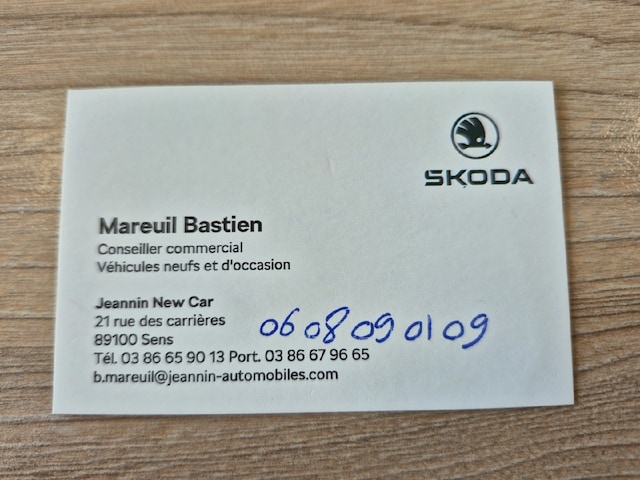 SKODA
Mareuil Bastien
Conseiller commercial
Véhicules neufs et d'occasion
Jeannin New Car
21 rue des carrières
06 08 09 01 09
89100 Sens
Tél. 03 86 65 90 13 Port. 03 86 67 96 65
b.mareuil@jeannin-automobiles.com